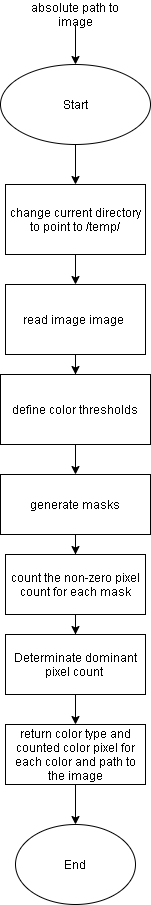 absolute path to
image
Start
change current directory
to point to /temp/
read image image
define color thresholds
generate masks
count the non-zero pixel
count for each mask
Determinate dominant
pixel count
return color type and
counted color pixel for
each color and path to
the image
End